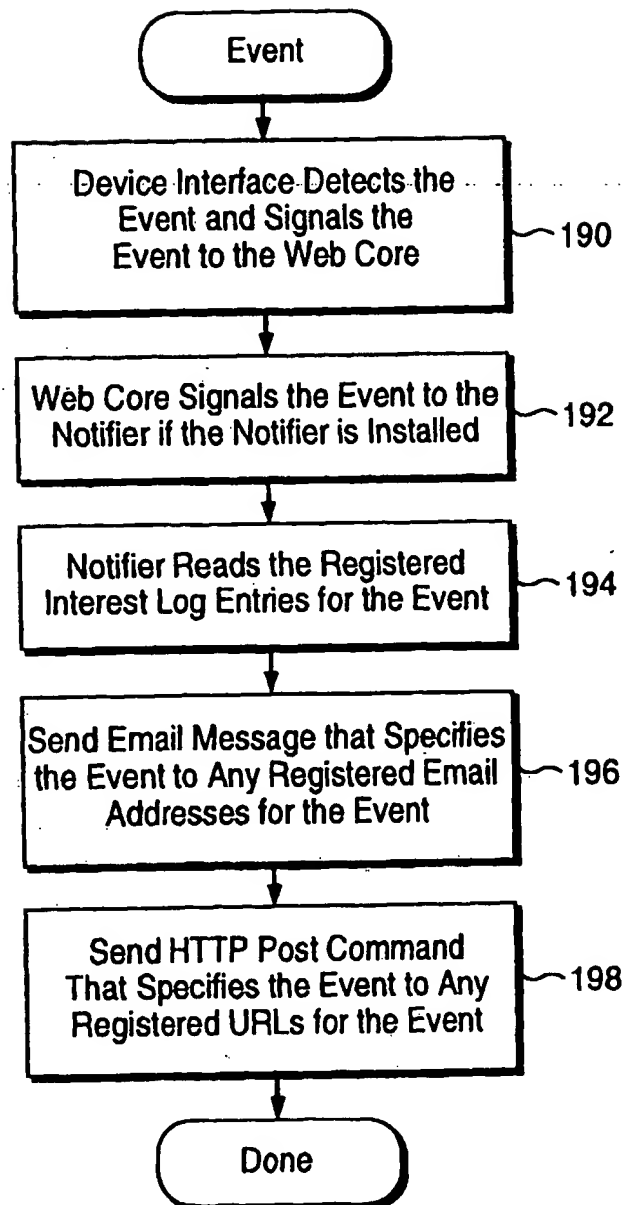 Event
Device Interface Detects the
Event and Signals the
Event to the Web Core
190
Web Core Signals the Event to the
Notifier if the Notifier is Installed
192
Notifier Reads the Registered
Interest Log Entries for the Event
194
Send Email Message that Specifies
the Event to Any Registered Email
Addresses for the Event
196
Send HTTP Post Command
That Specifies the Event to Any
Registered URLs for the Event
198
Done